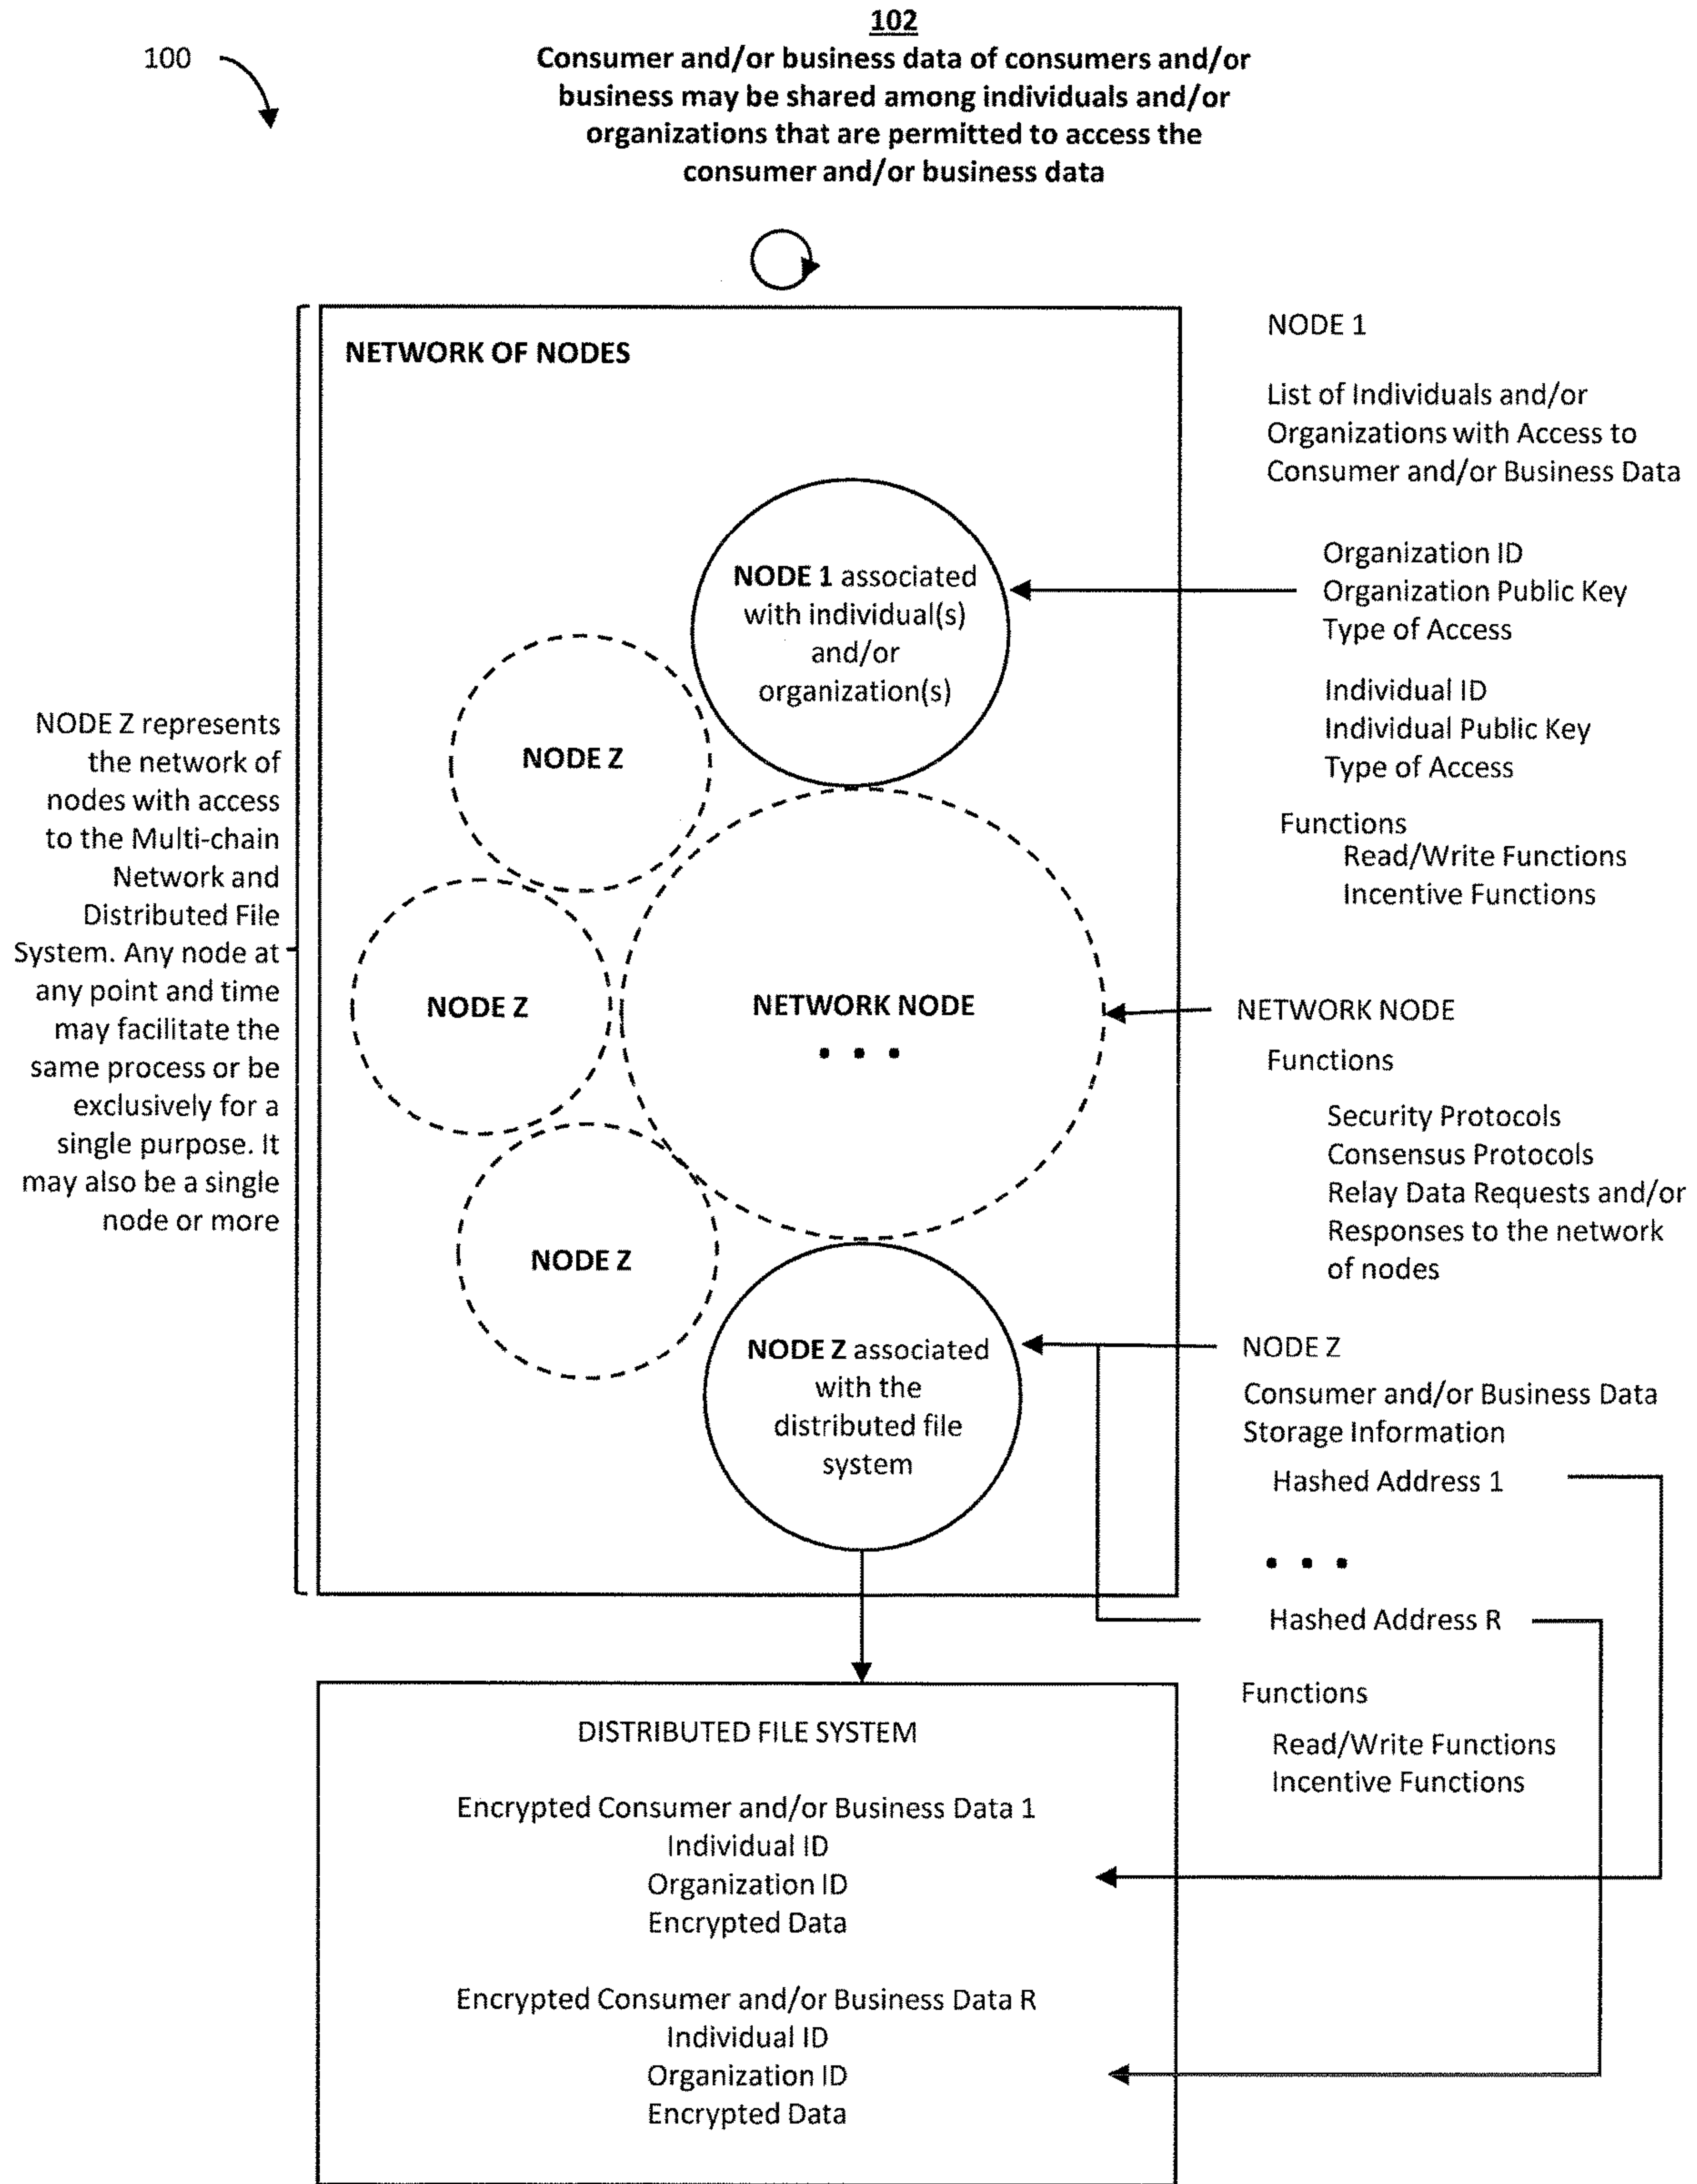 102
100
Consumer and/or business data of consumers and/or
business may be shared among individuals and/or
organizations that are permitted to access the
consumer and/or business data
NETWORK OF NODES
NODE 1 associated
with individual(s)
and/or
organization(s)
NODE Z
NODE Z
NODE Z
NETWORK NODE
• • •
NODE Z associated
with the
distributed file
system
NODE Z represents
the network of
nodes with access
to the Multi-chain
Network and
Distributed File
System. Any node at
any point and time
may facilitate the
same process or be
exclusively for a
single purpose. It
may also be a single
node or more
NODE 1
List of Individuals and/or
Organizations with Access to
Consumer and/or Business Data
Organization ID
Organization Public Key
Type of Access
Individual ID
Individual Public Key
Type of Access
Functions
Read/Write Functions
Incentive Functions
NETWORK NODE
Functions
Security Protocols
Consensus Protocols
Relay Data Requests and/or
Responses to the network
of nodes
NODE Z
Consumer and/or Business Data
Storage Information
Hashed Address 1
• • •
Hashed Address R
Functions
Read/Write Functions
Incentive Functions
DISTRIBUTED FILE SYSTEM
Encrypted Consumer and/or Business Data 1
Individual ID
Organization ID
Encrypted Data
Encrypted Consumer and/or Business Data R
Individual ID
Organization ID
Encrypted Data